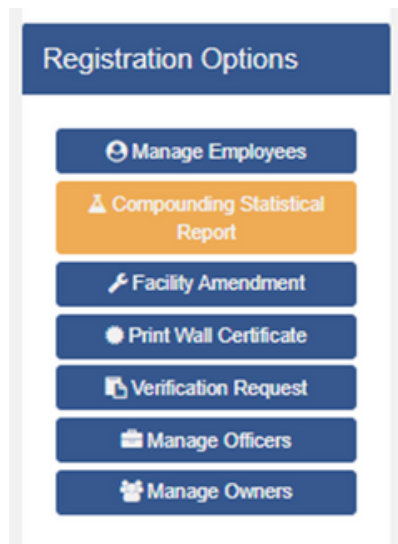 Registration Options
Manage Employees
Compounding Statistical
Report
Facility Amendment
Print Wall Certificate
Verification Request
Manage Officers
Manage Owners